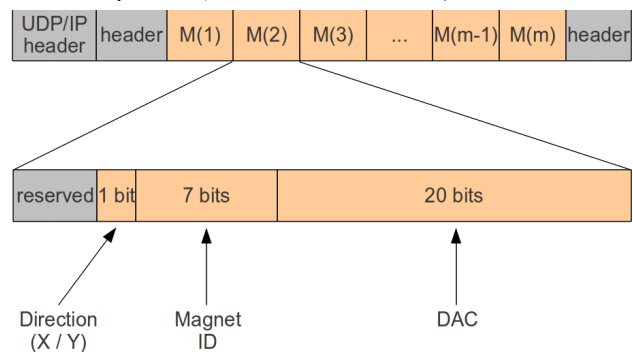 UDP/IP
header
header
M(1)
M(2)
M(3)
...
M(m-1)
M(m)
header
reserved
1 bit
7 bits
20 bits
Direction
(X / Y)
Magnet
ID
DAC